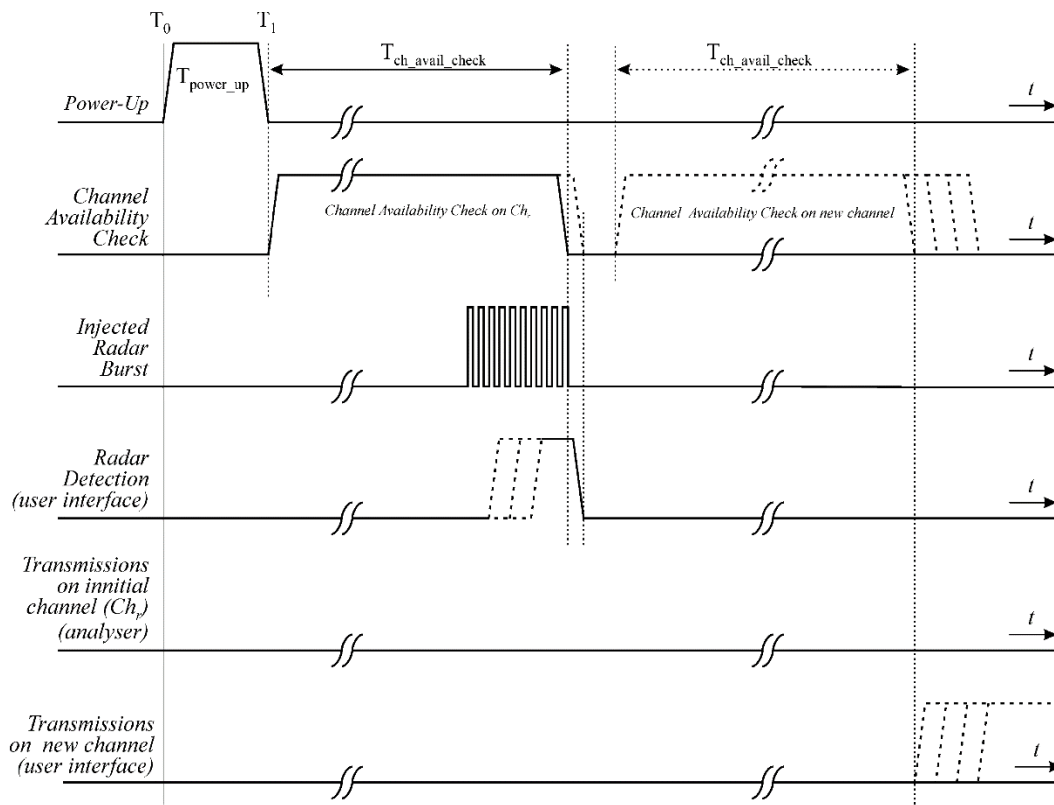 T0 T1
Tch_avail_check
Tch_avail_check
Tpower_up
t
Power-Up
Channel
Availability
Check
Channel Availability Check on Chr
Channel Availability Check on new channel
t
Injected
Radar
Burst
t
Radar
Detection
(user interface)
t
Transmissions
on innitial
channel (Chr)
(analyser)
t
Transmissions
on new channel
(user interface)
t